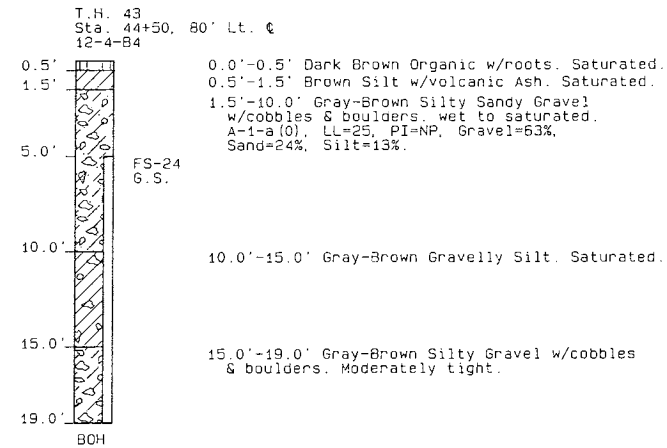 T.H. 43
Sta. 44+50, 80' Lt. ℄
12-4-84
0.5'
0.0'-0.5' Dark Brown Organic w/roots. Saturated.
1.5'
0.5'-1.5' Brown Silt w/volcanic Ash. Saturated.
1.5'-10.0' Gray-Brown Silty Sandy Gravel
w/cobbles & boulders. wet to saturated.
A-1-a(0), LL=25, PI=NP, Gravel=63%,
Sand=24%, Silt=13%.
5.0'
FS-24
G.S.
10.0'
10.0'-15.0' Gray-Brown Gravelly Silt. Saturated.
15.0'
15.0'-19.0' Gray-Brown Silty Gravel w/cobbles
& boulders. Moderately tight.
19.0'
BOH